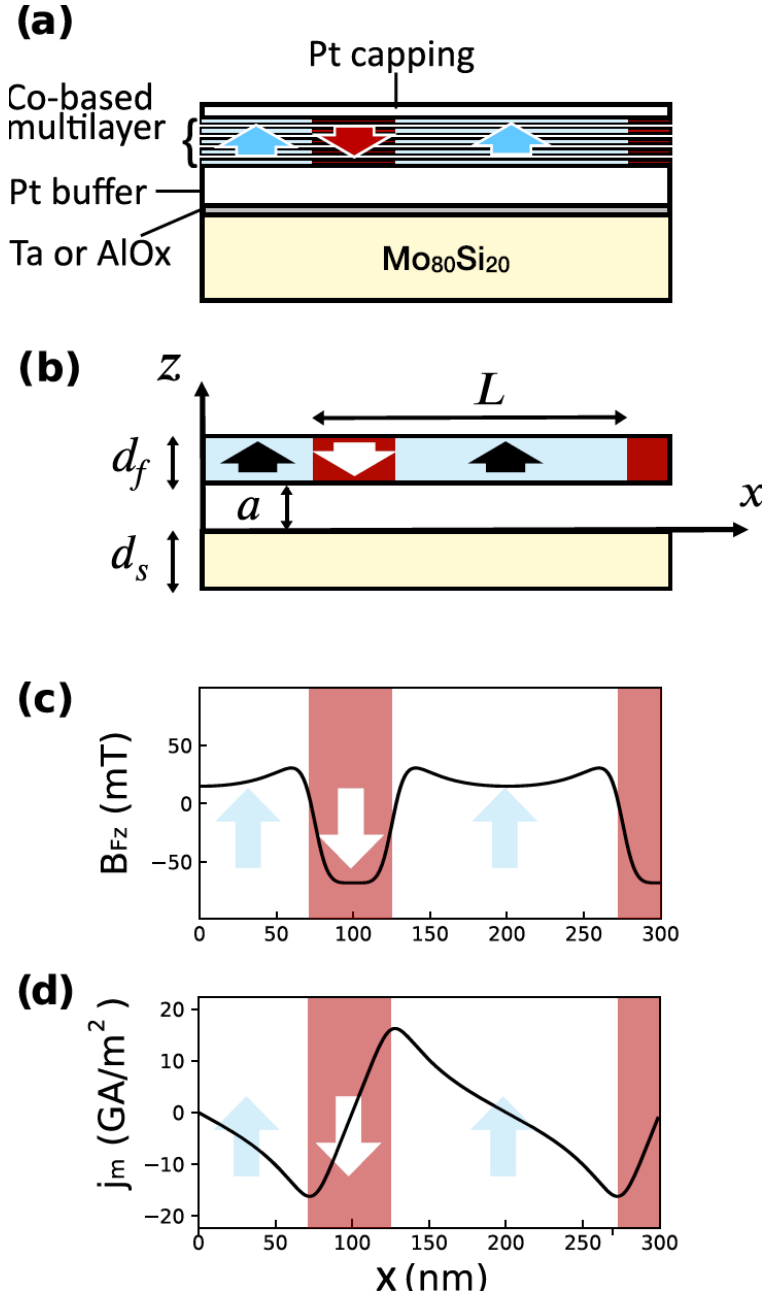 (a)
Pt capping
Co-based
multilayer {
Pt buffer
Ta or AlOx
Mo80Si20
(b)
z
L
df
a
x
ds
(c)
BFz (mT)
50
0
−50
0 50 100 150 200 250 300
(d)
jm (GA/m²)
20
10
0
−10
−20
0 50 100 150 200 250 300
X (nm)